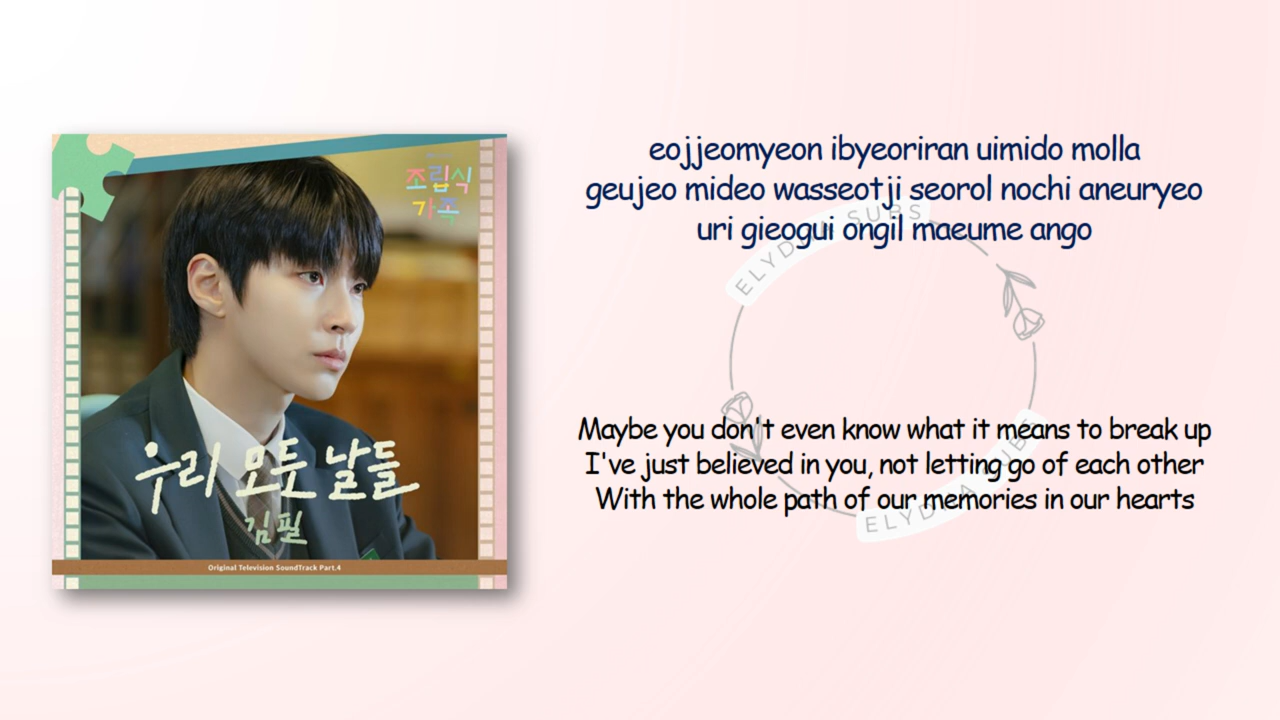 조립식
가족
우리 모든 날들
김필
Original Television SoundTrack Part.4
eojjeomyeon ibyeoriran uimido molla
geujeo mideo wasseotji seorol nochi aneuryeo
uri gieogui ongil maeume ango
ELYDIA SUBS
Maybe you don't even know what it means to break up
I've just believed in you, not letting go of each other
With the whole path of our memories in our hearts
ELYDIA SUBS